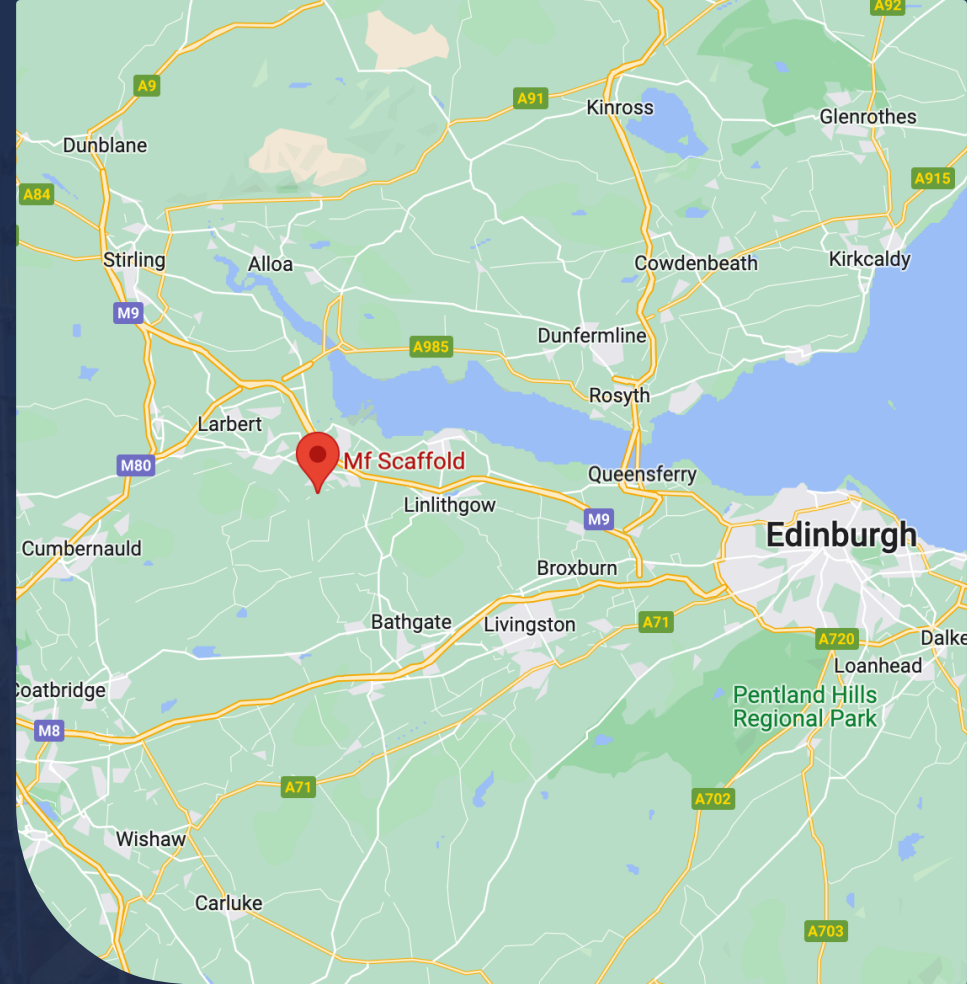 A92
A9
A91
Kinross
Glenrothes
Dunblane
A915
A84
Stirling
Alloa
Cowdenbeath
Kirkcaldy
M9
Dunfermline
A985
Rosyth
Larbert
M80
Mf Scaffold
Queensferry
Linlithgow
M9
Edinburgh
Cumbernauld
Broxburn
Bathgate
Livingston
A71
A720
Dalke
Loanhead
Coatbridge
Pentland Hills
Regional Park
M8
A71
A702
Wishaw
Carluke
A703